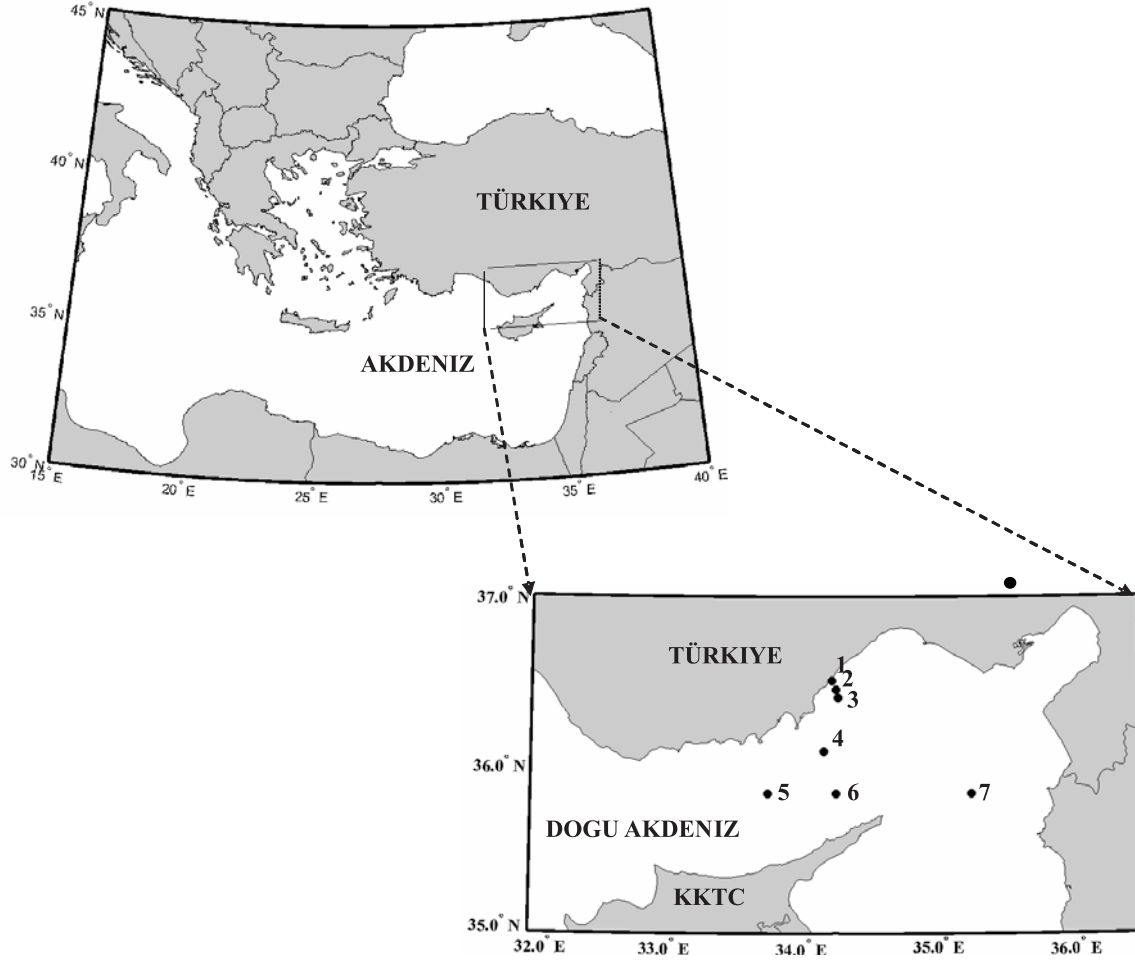 45° N
40° N
TÜRKIYE
35° N
AKDENIZ
30° N
15° E
20° E
25° E
30° E
35° E
40° E
37.0° N
TÜRKIYE
1
2
3
4
36.0° N
5
6
7
DOGU AKDENIZ
KKTC
35.0° N
32.0° E
33.0° E
34.0° E
35.0° E
36.0° E